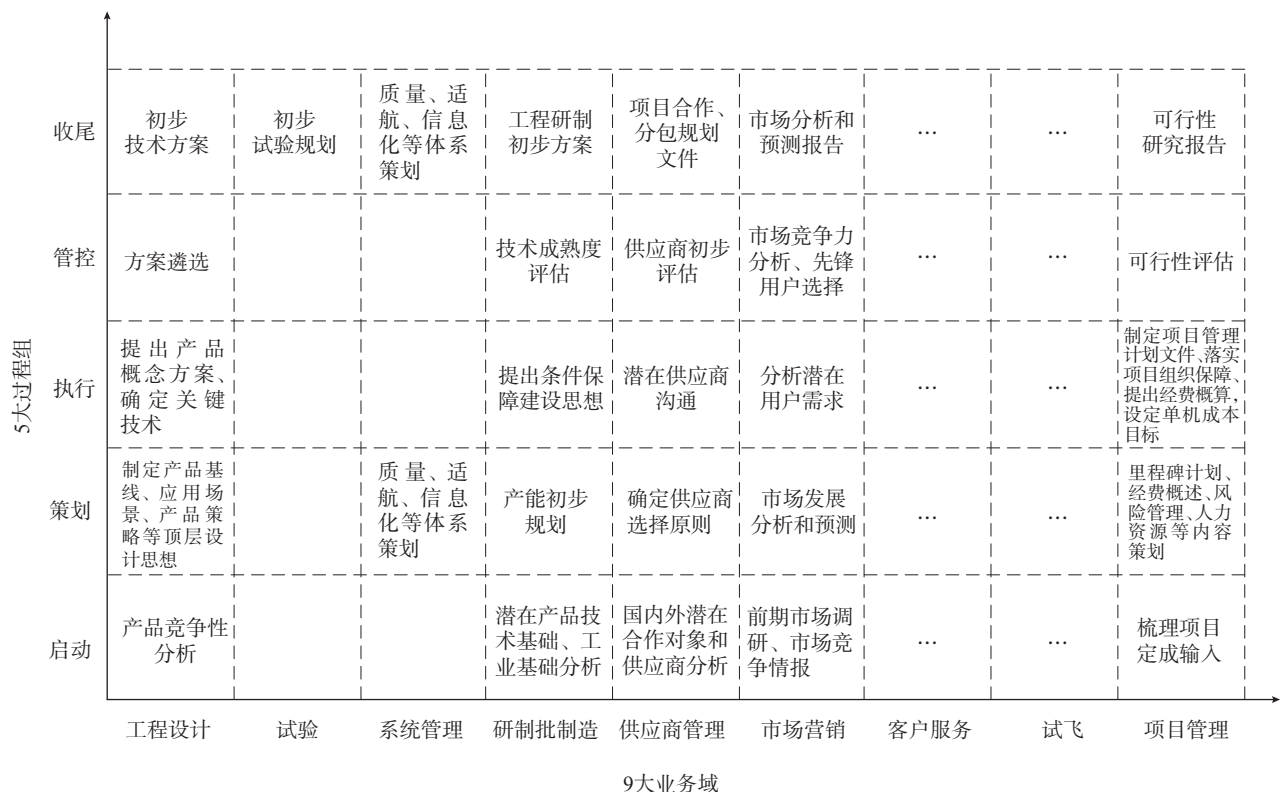 收尾
初步
技术方案
初步
试验规划
质量、适
航、信息
化等体系
策划
工程研制
初步方案
项目合作、
分包规划
文件
市场分析和
预测报告
…
…
可行性
研究报告
管控
方案遴选
技术成熟度
评估
供应商初步
评估
市场竞争力
分析、先锋
用户选择
…
…
可行性评估
5大过程组
执行
提出产品
概念方案、
确定关键
技术
提出条件保
障建设思想
潜在供应商
沟通
分析潜在
用户需求
…
…
制定项目管理
计划文件、落实
项目组织保障、
提出经费概算,
设定单机成本
目标
策划
制定产品基
线、应用场
景、产品策
略等顶层设
计思想
质量、适
航、信息
化等体系
策划
产能初步
规划
确定供应商
选择原则
市场发展
分析和预测
…
…
里程碑计划、
经费概述、风
险管理、人力
资源等内容
策划
启动
产品竞争性
分析
潜在产品技
术基础、工
业基础分析
国内外潜在
合作对象和
供应商分析
前期市场调
研、市场竞
争情报
…
…
梳理项目
定成输入
工程设计
试验
系统管理
研制批制造
供应商管理
市场营销
客户服务
试飞
项目管理
9大业务域